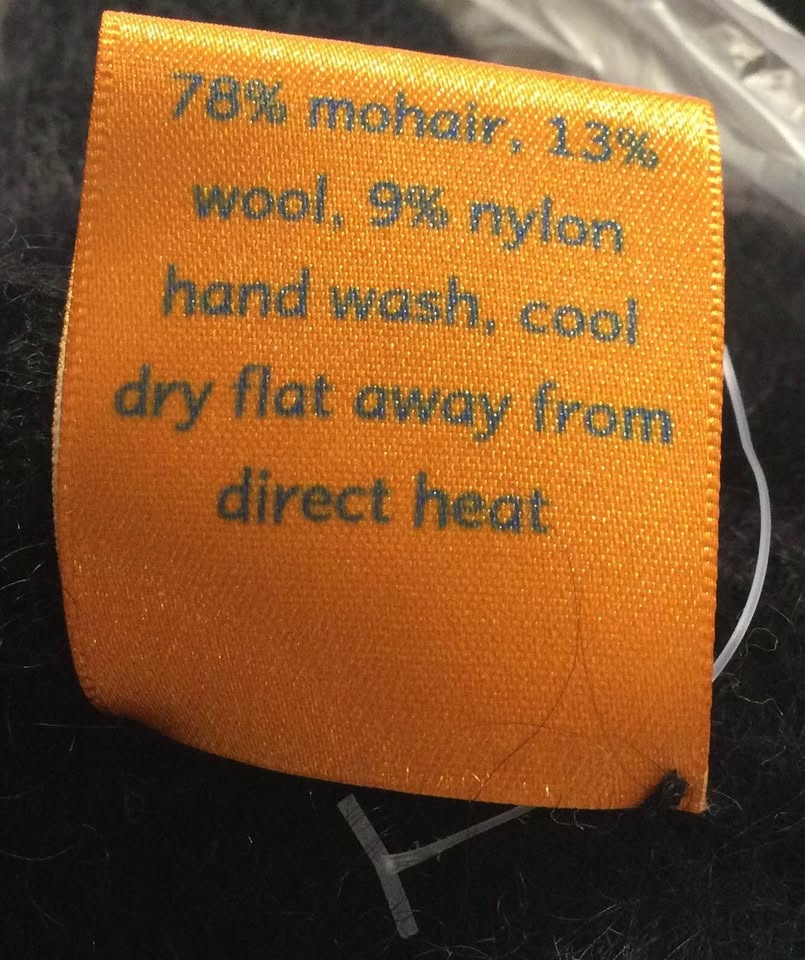 78% mohair, 13%
wool, 9% nylon
hand wash, cool
dry flat away from
direct heat